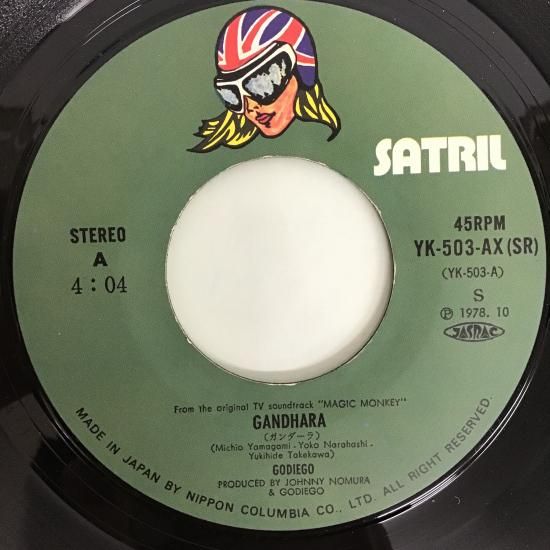 SATRIL
STEREO
A
4:04
45RPM
YK-503-AX(SR)
(YK-503-A)
S
Ⓟ 1978. 10
JASRAC
From the original TV soundtrack "MAGIC MONKEY"
GANDHARA
(ガンダーラ)
(Michio Yamagami - Yoko Narahashi -
Yukihide Takekawa)
GODIEGO
PRODUCED BY JOHNNY NOMURA
& GODIEGO
MADE IN JAPAN BY NIPPON COLUMBIA CO., LTD. ALL RIGHT RESERVED.